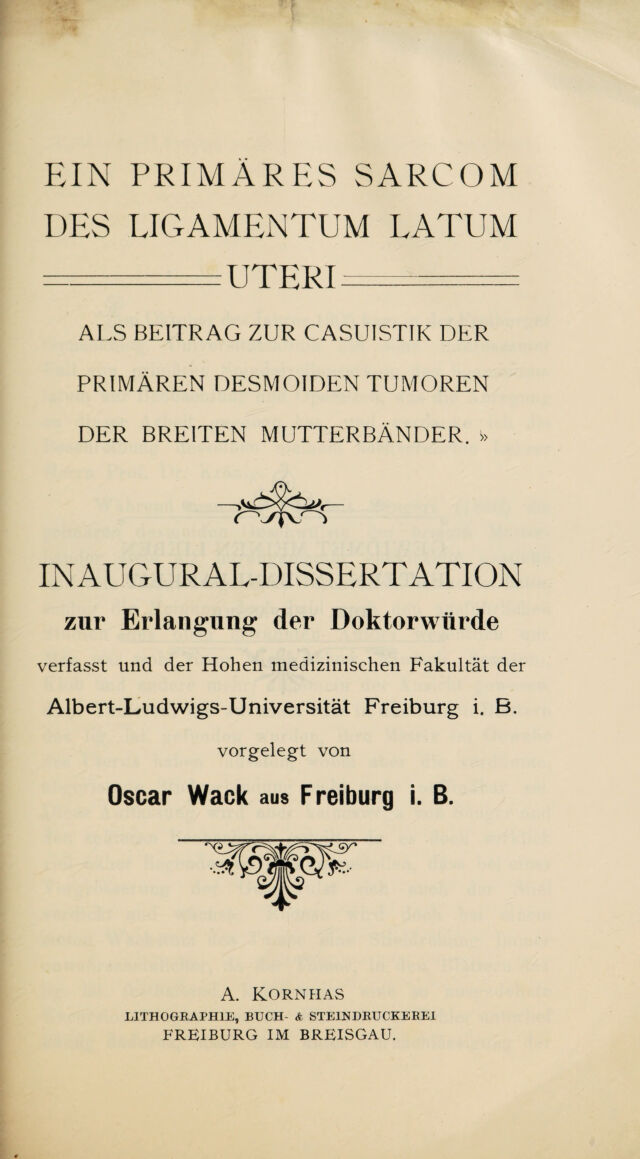 EIN PRIMÄRES SARCOM
DES LIGAMENTUM LATUM
UTERI
ALS BEITRAG ZUR CASUISTIK DER
PRIMÄREN DESMOIDEN TUMOREN
DER BREITEN MUTTERBÄNDER. »
INAUGURAL-DISSERTATION
zur Erlangung der Doktorwürde
verfasst und der Hohen medizinischen Fakultät der
Albert-Ludwigs-Universität Freiburg i. B.
vorgelegt von
Oscar Wack aus Freiburg i. B.
A. KORNHAS
LITHOGRAPHIE, BUCH- & STEINDRUCKEREI
FREIBURG IM BREISGAU.